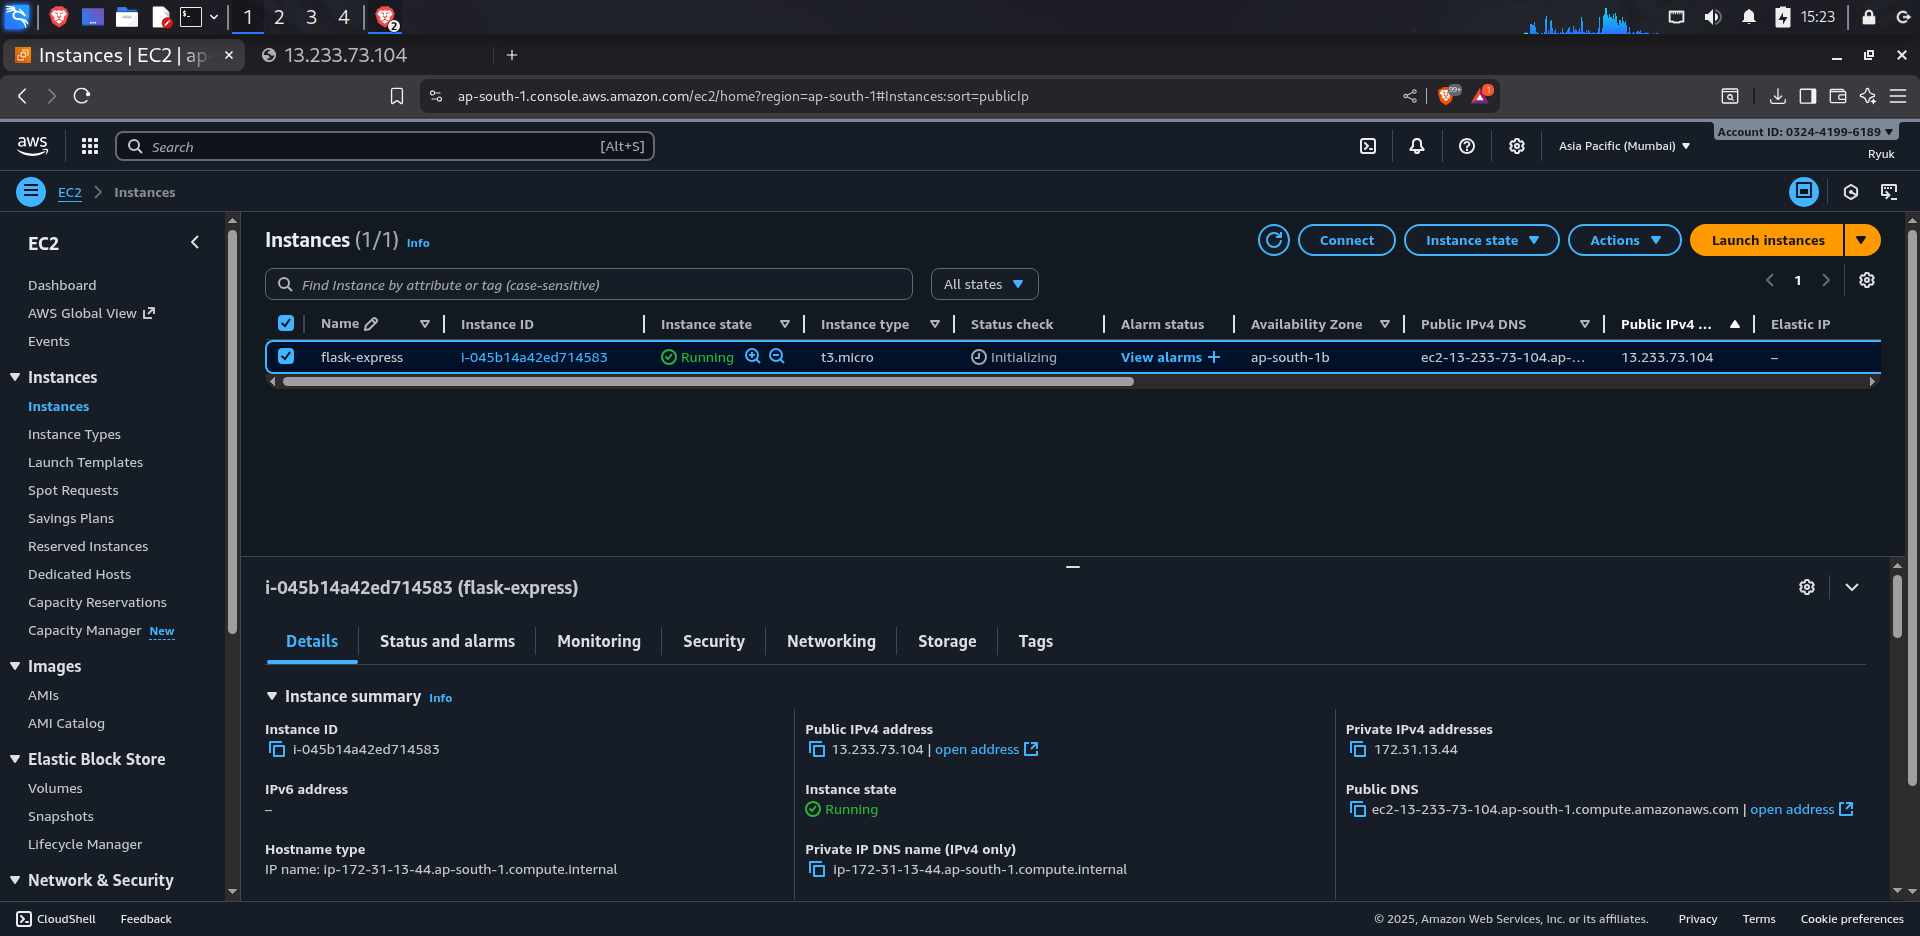 1 2 3 4 2 15:23
Instances | EC2 | ap
13.233.73.104
ap-south-1.console.aws.amazon.com/ec2/home?region=ap-south-1#Instances:sort=publicIp
99+ 1
aws Search [Alt+S] Asia Pacific (Mumbai) Account ID: 0324-4199-6189
Ryuk
EC2 Instances
EC2
Dashboard
AWS Global View
Events
Instances
Instances
Instance Types
Launch Templates
Spot Requests
Savings Plans
Reserved Instances
Dedicated Hosts
Capacity Reservations
Capacity Manager New
Images
AMIs
AMI Catalog
Elastic Block Store
Volumes
Snapshots
Lifecycle Manager
Network & Security
Instances (1/1) Info
Connect Instance state Actions Launch instances
Find Instance by attribute or tag (case-sensitive) All states 1
Name Instance ID Instance state Instance type Status check Alarm status Availability Zone Public IPv4 DNS Public IPv4 ... Elastic IP
flask-express i-045b14a42ed714583 Running t3.micro Initializing View alarms + ap-south-1b ec2-13-233-73-104.ap-... 13.233.73.104 –
i-045b14a42ed714583 (flask-express)
Details Status and alarms Monitoring Security Networking Storage Tags
Instance summary Info
Instance ID
i-045b14a42ed714583
Public IPv4 address
13.233.73.104 | open address
Private IPv4 addresses
172.31.13.44
IPv6 address
–
Instance state
Running
Public DNS
ec2-13-233-73-104.ap-south-1.compute.amazonaws.com | open address
Hostname type
IP name: ip-172-31-13-44.ap-south-1.compute.internal
Private IP DNS name (IPv4 only)
ip-172-31-13-44.ap-south-1.compute.internal
CloudShell Feedback © 2025, Amazon Web Services, Inc. or its affiliates. Privacy Terms Cookie preferences